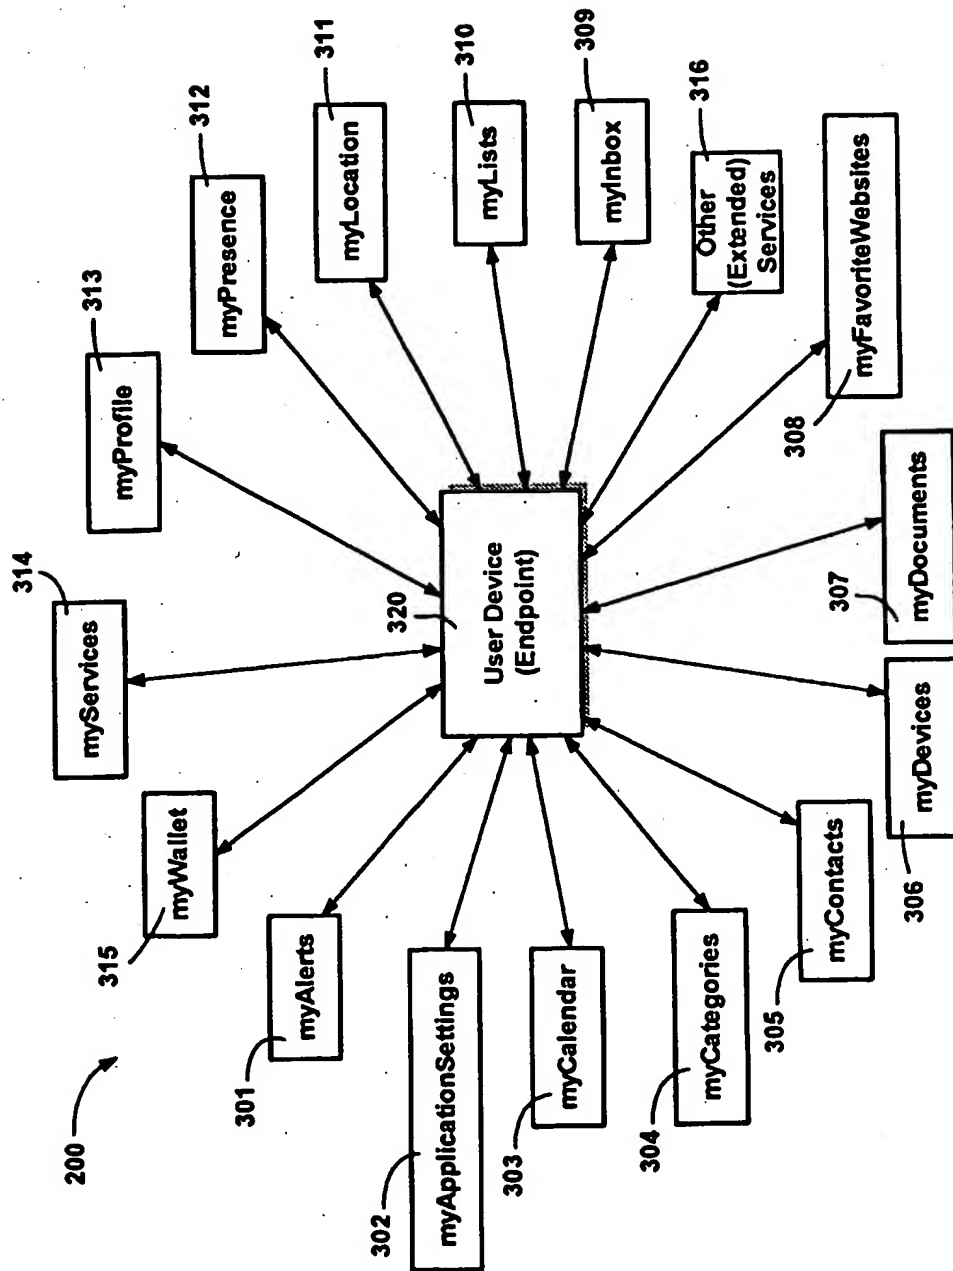 200
315
myWallet
314
myServices
313
myProfile
312
myPresence
311
myLocation
310
myLists
309
myInbox
316
Other
(Extended)
Services
308
myFavoriteWebsites
307
myDocuments
306
myDevices
305
myContacts
304
myCategories
303
myCalendar
302
myApplicationSettings
301
myAlerts
320
User Device
(Endpoint)